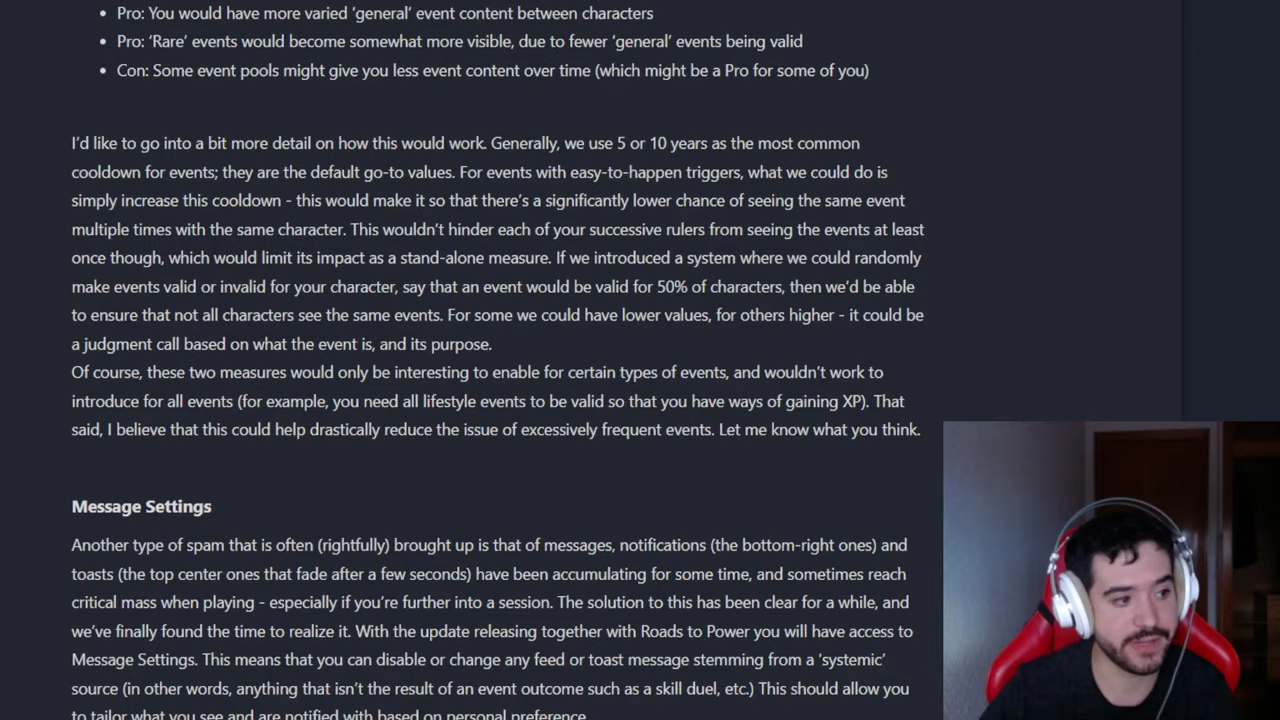 • Pro: You would have more varied ‘general’ event content between characters
• Pro: ‘Rare’ events would become somewhat more visible, due to fewer ‘general’ events being valid
• Con: Some event pools might give you less event content over time (which might be a Pro for some of you)
I’d like to go into a bit more detail on how this would work. Generally, we use 5 or 10 years as the most common
cooldown for events; they are the default go-to values. For events with easy-to-happen triggers, what we could do is
simply increase this cooldown - this would make it so that there’s a significantly lower chance of seeing the same event
multiple times with the same character. This wouldn’t hinder each of your successive rulers from seeing the events at least
once though, which would limit its impact as a stand-alone measure. If we introduced a system where we could randomly
make events valid or invalid for your character, say that an event would be valid for 50% of characters, then we’d be able
to ensure that not all characters see the same events. For some we could have lower values, for others higher - it could be
a judgment call based on what the event is, and its purpose.
Of course, these two measures would only be interesting to enable for certain types of events, and wouldn’t work to
introduce for all events (for example, you need all lifestyle events to be valid so that you have ways of gaining XP). That
said, I believe that this could help drastically reduce the issue of excessively frequent events. Let me know what you think.
Message Settings
Another type of spam that is often (rightfully) brought up is that of messages, notifications (the bottom-right ones) and
toasts (the top center ones that fade after a few seconds) have been accumulating for some time, and sometimes reach
critical mass when playing - especially if you’re further into a session. The solution to this has been clear for a while, and
we’ve finally found the time to realize it. With the update releasing together with Roads to Power you will have access to
Message Settings. This means that you can disable or change any feed or toast message stemming from a ‘systemic’
source (in other words, anything that isn’t the result of an event outcome such as a skill duel, etc.) This should allow you
to tailor what you see and are notified with based on personal preference.